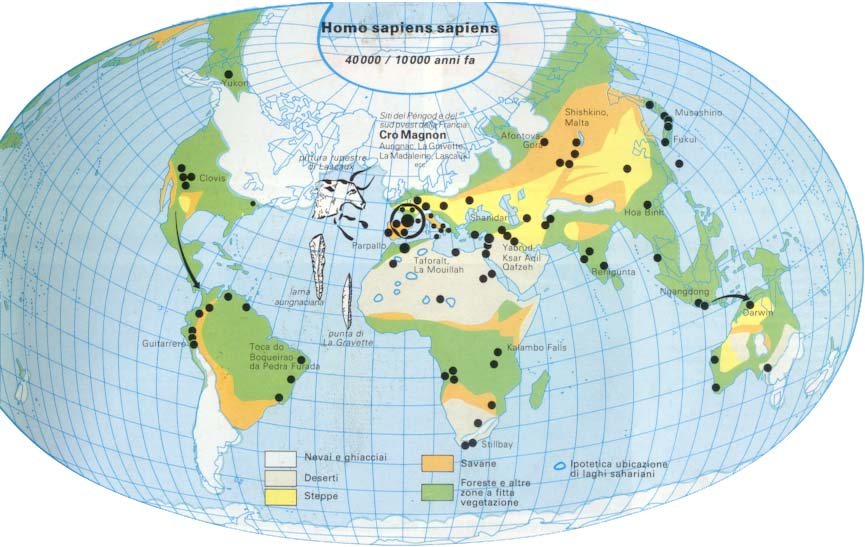 Homo sapiens sapiens
40 000 / 10 000 anni fa
Yukon
Siti del Périgord e del
sud ovest della Francia
Cro Magnon
Aurignac, La Gravette,
La Madaleine, Lascaux
ecc.
pittura rupestre
di Lascaux
Shishkino,
Malta
Afontova-
Gora
Musashino
Fukui
Clovis
Parpallo
Shanidar
Hoa Binh
Taforalt,
La Mouillah
Yabrud,
Ksar Aqil
Qafzeh
Belagunta
lama
aurignaciana
punta di
La Gravette
Ngangdong
Darwin
Guitarrero
Toca do
Boqueirao
da Pedra Furada
Kalambo Falls
Stillbay
Nevai e ghiacciai
Deserti
Steppe
Savane
Foreste e altre
zone a fitta
vegetazione
Ipotetica ubicazione
di laghi sahariani